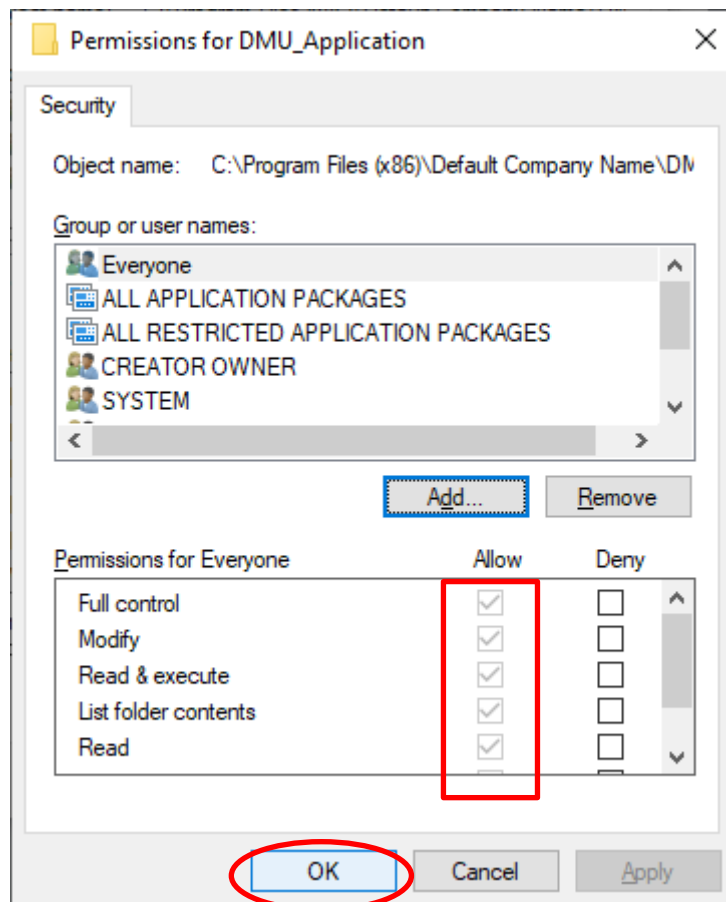 Permissions for DMU_Application
Security
Object name: C:\Program Files (x86)\Default Company Name\DM
Group or user names:
Everyone
ALL APPLICATION PACKAGES
ALL RESTRICTED APPLICATION PACKAGES
CREATOR OWNER
SYSTEM
Add... Remove
Permissions for Everyone Allow Deny
Full control
Modify
Read & execute
List folder contents
Read
OK Cancel Apply